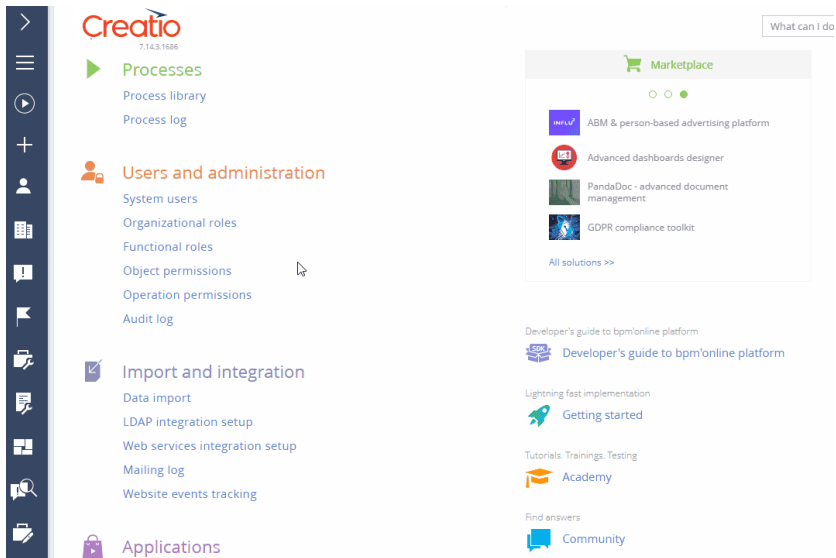 Creatio
7.14.3.1686
What can I do
Processes
Process library
Process log
Users and administration
System users
Organizational roles
Functional roles
Object permissions
Operation permissions
Audit log
Import and integration
Data import
LDAP integration setup
Web services integration setup
Mailing log
Website events tracking
Applications
Marketplace
INFLU²
ABM & person-based advertising platform
Advanced dashboards designer
PandaDoc - advanced document
management
GDPR compliance toolkit
All solutions >>
Developer's guide to bpm'online platform
SDK
Developer's guide to bpm'online platform
Lightning fast implementation
Getting started
Tutorials. Trainings. Testing
Academy
Find answers
Community